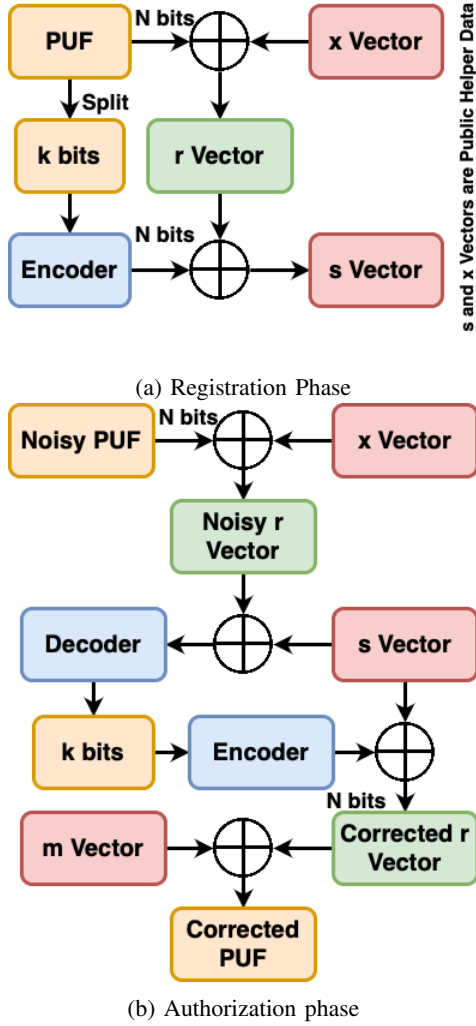 PUF
N bits
x Vector
Split
k bits
r Vector
Encoder
N bits
s Vector
s and x Vectors are Public Helper Data
(a) Registration Phase
Noisy PUF
N bits
x Vector
Noisy r
Vector
Decoder
s Vector
k bits
Encoder
N bits
m Vector
Corrected r
Vector
Corrected
PUF
(b) Authorization phase